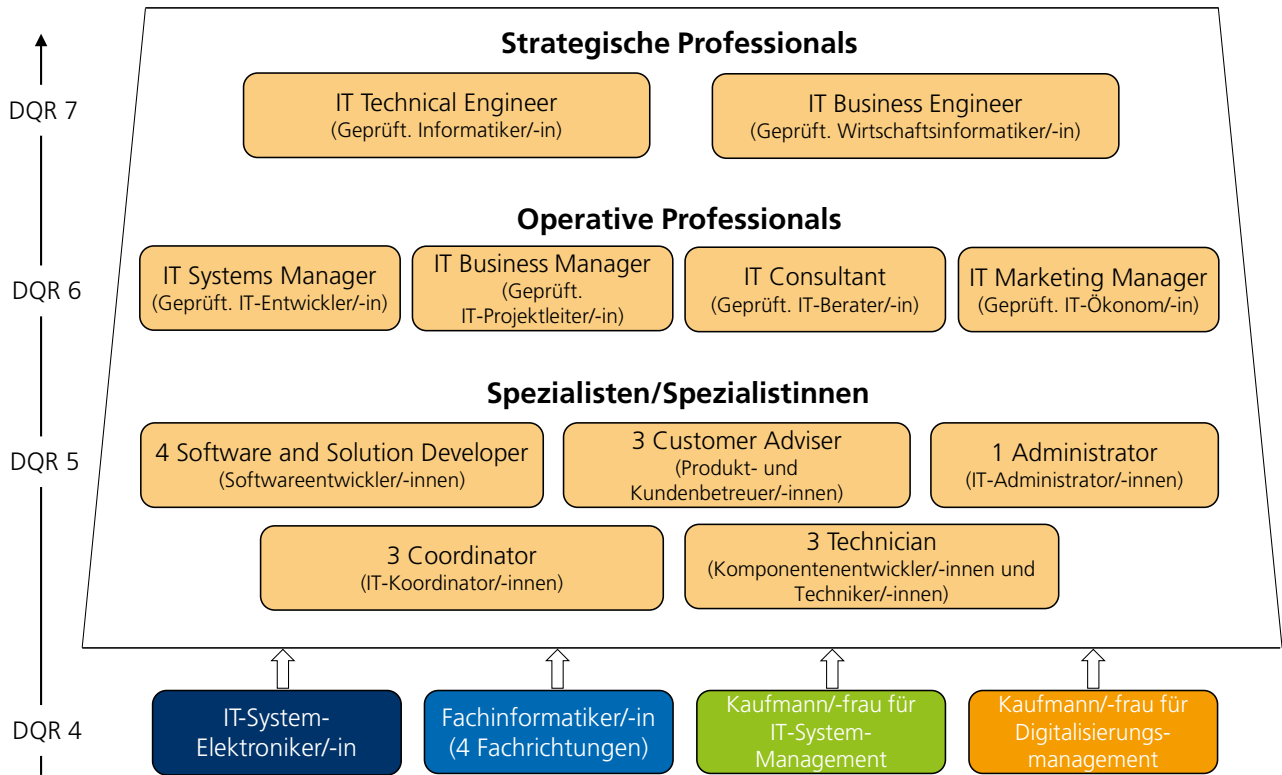 Strategische Professionals
DQR 7
IT Technical Engineer
(Geprüft. Informatiker/-in)
IT Business Engineer
(Geprüft. Wirtschaftsinformatiker/-in)
Operative Professionals
DQR 6
IT Systems Manager
(Geprüft. IT-Entwickler/-in)
IT Business Manager
(Geprüft.
IT-Projektleiter/-in)
IT Consultant
(Geprüft. IT-Berater/-in)
IT Marketing Manager
(Geprüft. IT-Ökonom/-in)
Spezialisten/Spezialistinnen
DQR 5
4 Software and Solution Developer
(Softwareentwickler/-innen)
3 Customer Adviser
(Produkt- und
Kundenbetreuer/-innen)
1 Administrator
(IT-Administrator/-innen)
3 Coordinator
(IT-Koordinator/-innen)
3 Technician
(Komponentenentwickler/-innen und
Techniker/-innen)
DQR 4
IT-System-
Elektroniker/-in
Fachinformatiker/-in
(4 Fachrichtungen)
Kaufmann/-frau für
IT-System-
Management
Kaufmann/-frau für
Digitalisierungs-
management